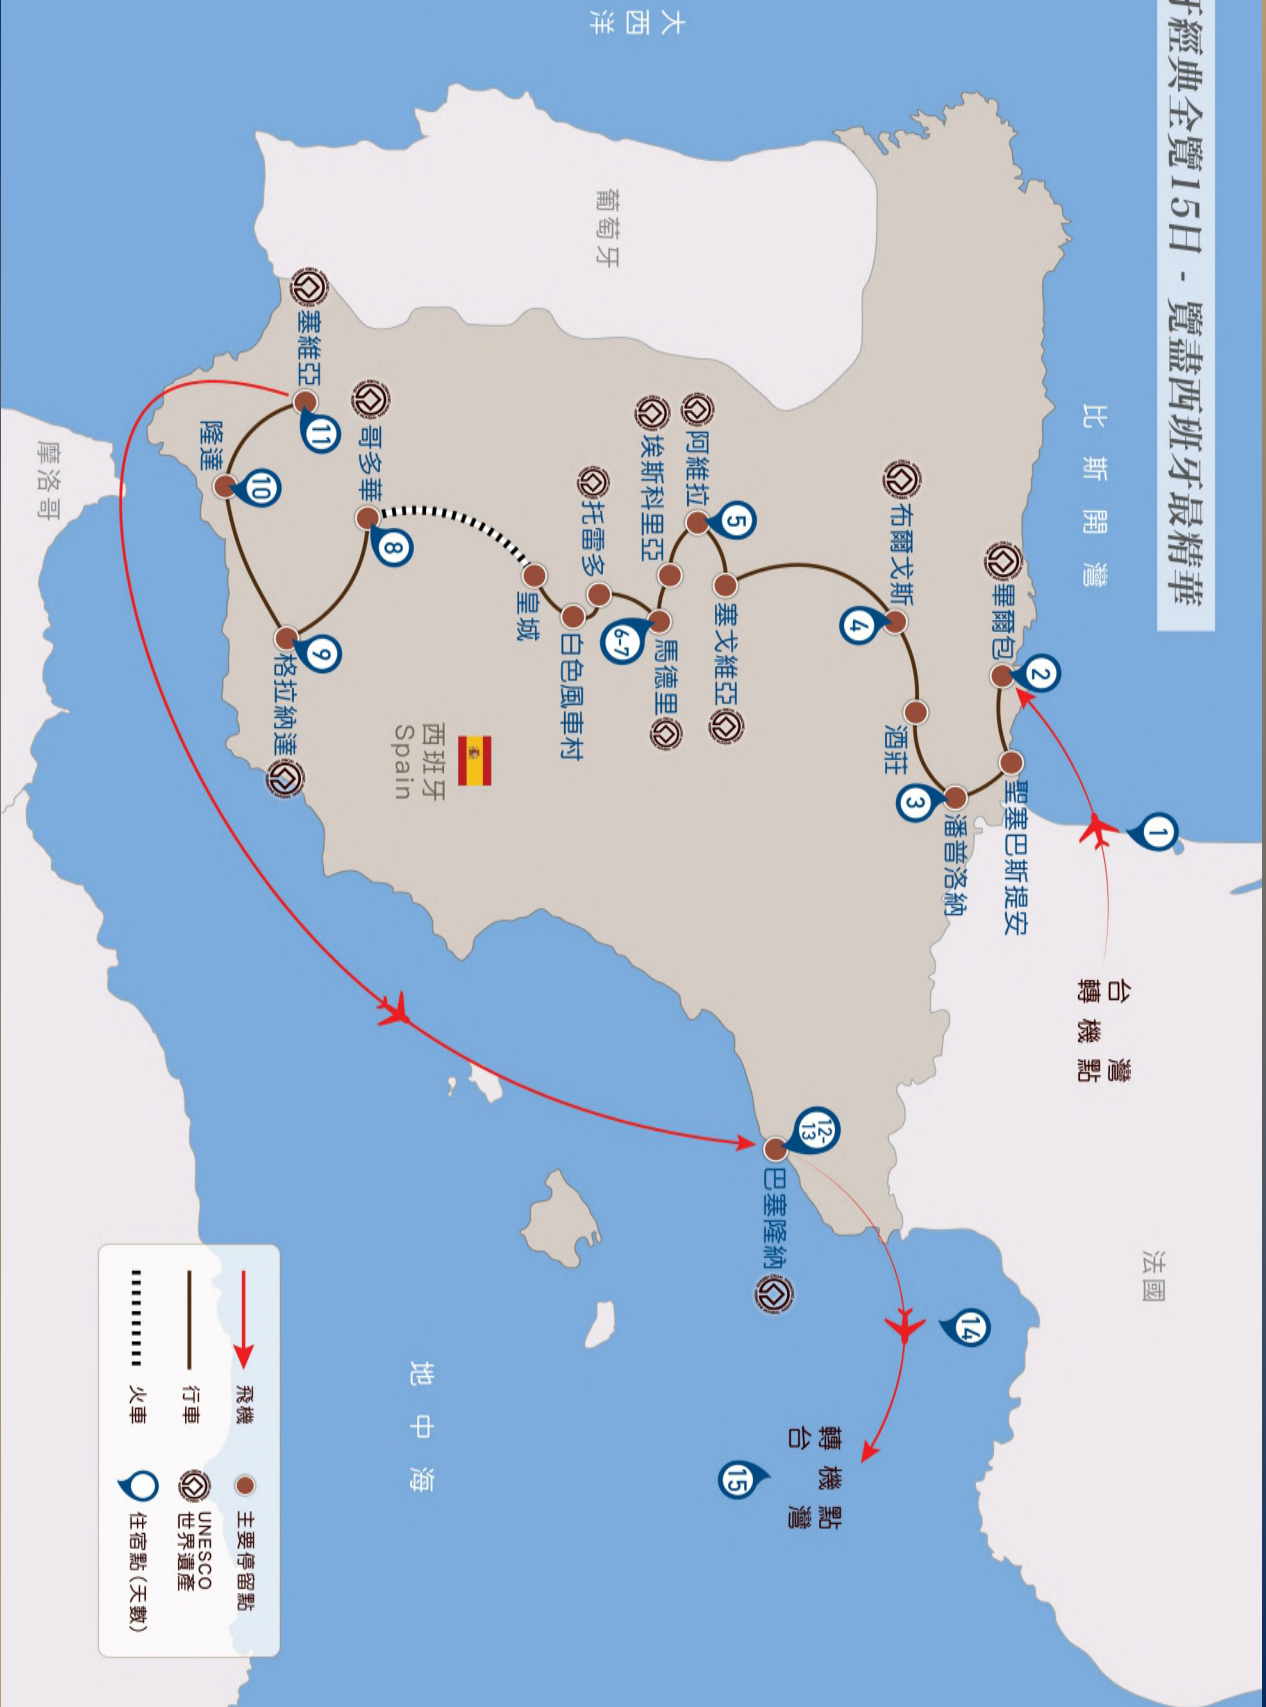 牙經典全覽15日 - 覽盡西班牙最精華
大西洋
比斯開灣
葡萄牙
法國
摩洛哥
地中海
西班牙
Spain
台灣
轉機點
1
畢爾包
2
聖塞巴斯提安
潘普洛納
3
酒莊
布爾戈斯
4
塞戈維亞
阿維拉
5
埃斯科里亞
馬德里
6-7
托雷多
白色風車村
皇城
哥多華
8
格拉納達
9
隆達
10
塞維亞
11
巴塞隆納
12-
13
14
轉機點
台灣
15
飛機
行車
火車
主要停留點
UNESCO
世界遺產
住宿點(天數)